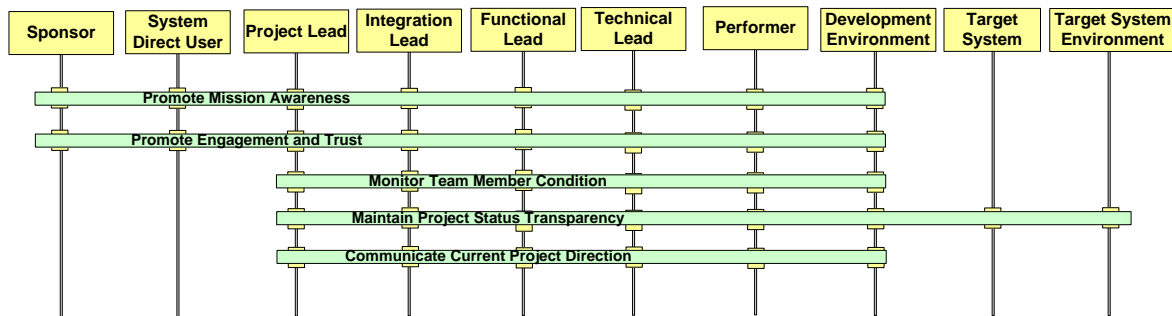 Sponsor
System
Direct User
Project Lead
Integration
Lead
Functional
Lead
Technical
Lead
Performer
Development
Environment
Target
System
Target System
Environment
Promote Mission Awareness
Promote Engagement and Trust
Monitor Team Member Condition
Maintain Project Status Transparency
Communicate Current Project Direction